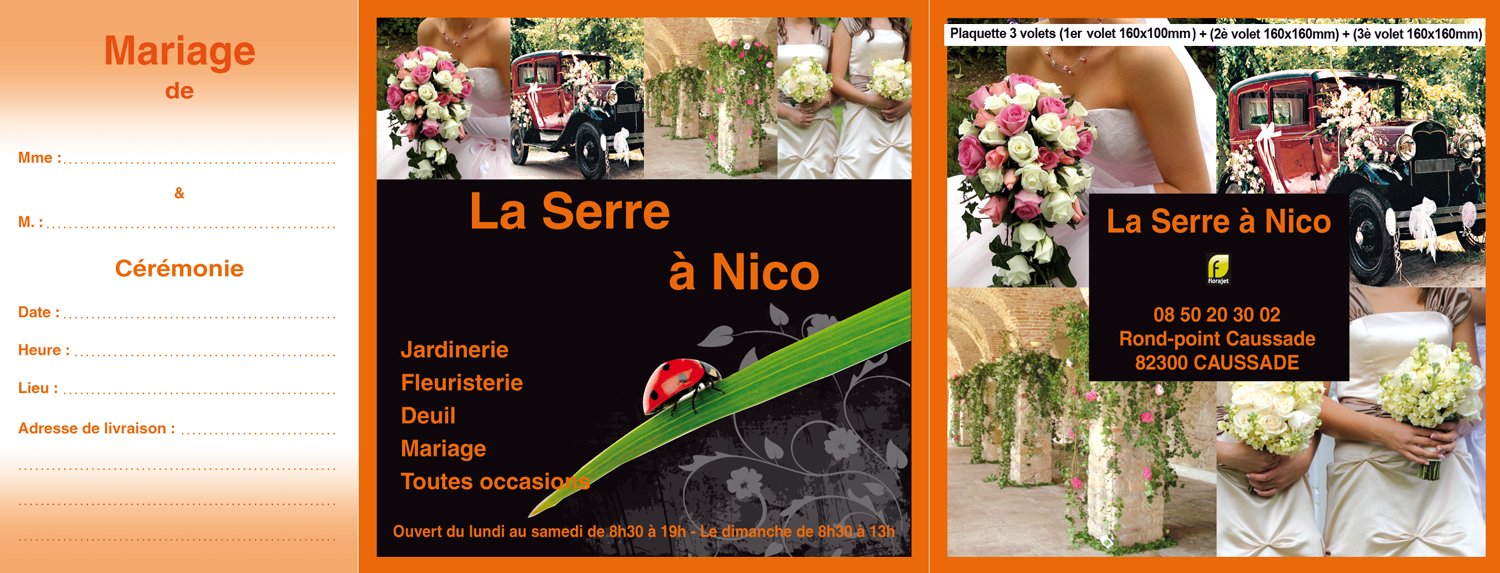 Mariage
de
Mme :
&
M. :
Cérémonie
Date :
Heure :
Lieu :
Adresse de livraison :
La Serre
à Nico
Jardinerie
Fleuristerie
Deuil
Mariage
Toutes occasions
Ouvert du lundi au samedi de 8h30 à 19h - Le dimanche de 8h30 à 13h
Plaquette 3 volets (1er volet 160x100mm) + (2è volet 160x160mm) + (3è volet 160x160mm)
La Serre à Nico
f
florajet
08 50 20 30 02
Rond-point Caussade
82300 CAUSSADE